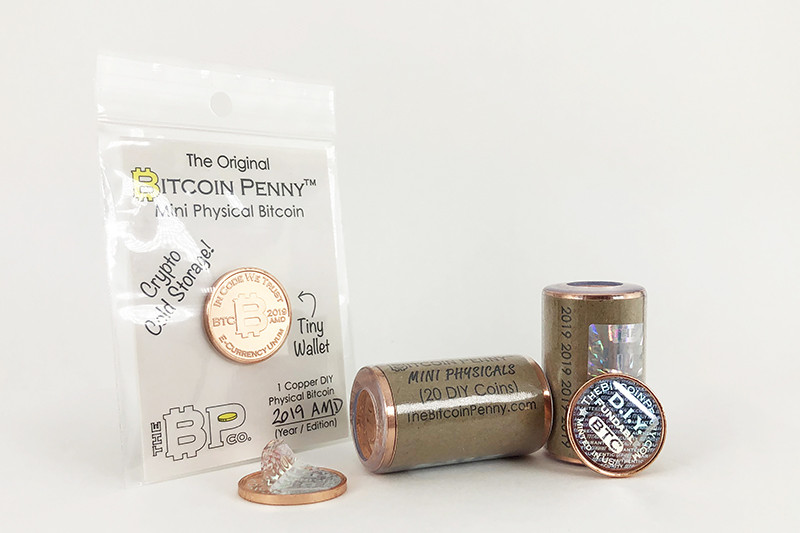 The Original
BITCOIN PENNY™
Mini Physical Bitcoin
Crypto
Cold Storage!
IN CODE WE TRUST
BTC B 2019
AMD
E-CURRENCY UNUM
Tiny
Wallet
1 Copper DIY
Physical Bitcoin
2019 AMD
(Year / Edition)
THE BP CO.
BITCOIN PENNY
MINI PHYSICALS
(20 DIY Coins)
TheBitcoinPenny.com
2019 2019 2019
THEBITCOINPENNY.COM
D.I.Y.
BTC